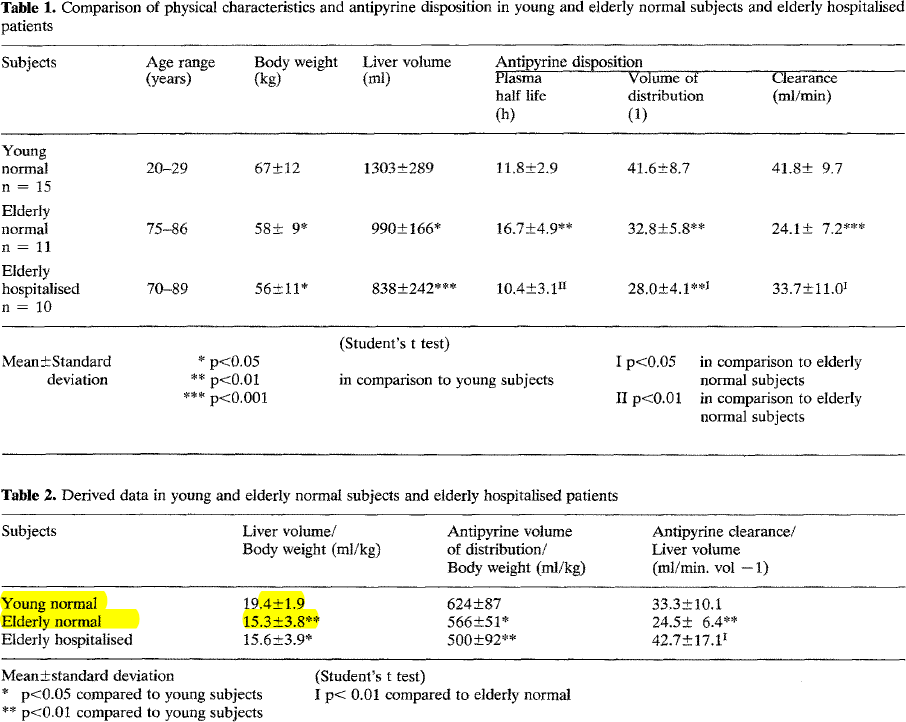 Table 1. Comparison of physical characteristics and antipyrine disposition in young and elderly normal subjects and elderly hospitalised
patients
Subjects Age range Body weight Liver volume Antipyrine disposition
(years) (kg) (ml) Plasma Volume of Clearance
half life distribution (ml/min)
(h) (1)
Young
normal 20–29 67±12 1303±289 11.8±2.9 41.6±8.7 41.8± 9.7
n = 15
Elderly
normal 75–86 58± 9* 990±166* 16.7±4.9** 32.8±5.8** 24.1± 7.2***
n = 11
Elderly
hospitalised 70–89 56±11* 838±242*** 10.4±3.1II 28.0±4.1**I 33.7±11.0I
n = 10
(Student's t test)
Mean±Standard * p<0.05 I p<0.05 in comparison to elderly
deviation ** p<0.01 in comparison to young subjects normal subjects
*** p<0.001 II p<0.01 in comparison to elderly
normal subjects
Table 2. Derived data in young and elderly normal subjects and elderly hospitalised patients
Subjects Liver volume/ Antipyrine volume Antipyrine clearance/
Body weight (ml/kg) of distribution/ Liver volume
Body weight (ml/kg) (ml/min. vol −1)
Young normal 19.4±1.9 624±87 33.3±10.1
Elderly normal 15.3±3.8** 566±51* 24.5± 6.4**
Elderly hospitalised 15.6±3.9* 500±92** 42.7±17.1I
Mean±standard deviation (Student's t test)
* p<0.05 compared to young subjects I p< 0.01 compared to elderly normal
** p<0.01 compared to young subjects